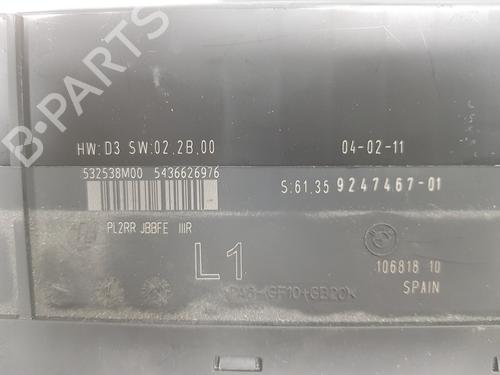 HW: D3 SW:02.2B.00
04-02-11
532538M00 5436626976
S:61.35 9247467-01
PL2RR JBBFE IIIR
L1
106818 10
SPAIN
B-PARTS